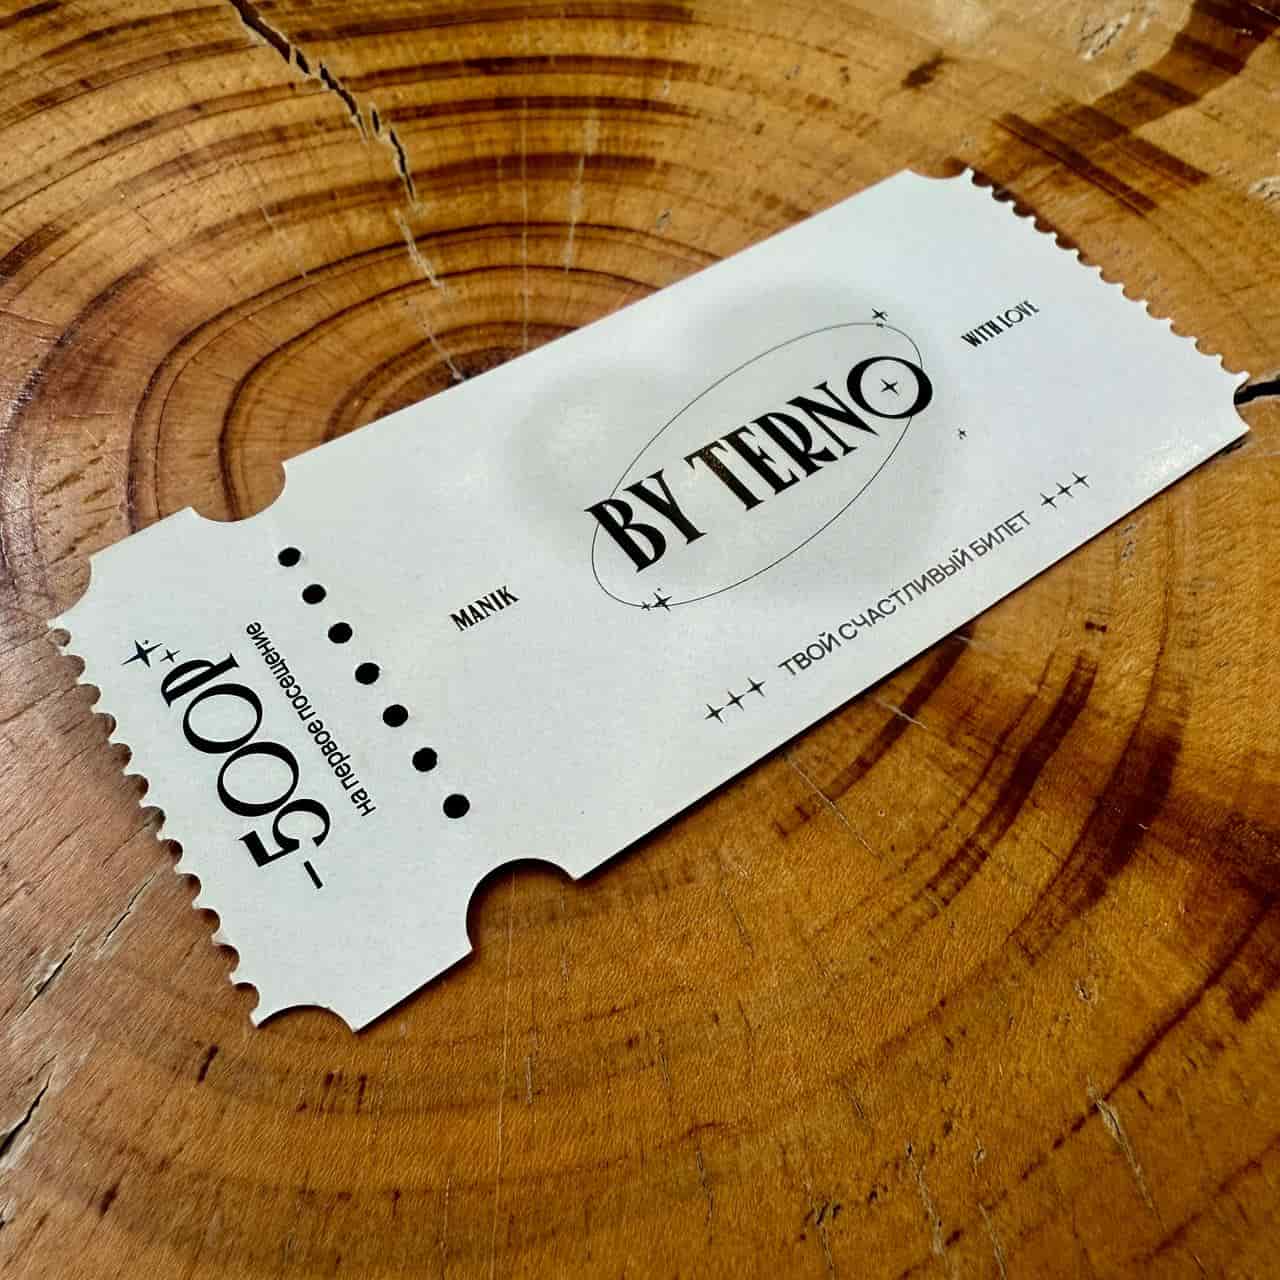 MANIK
BY TERNO
WITH LOVE
ТВОЙ СЧАСТЛИВЫЙ БИЛЕТ
-500р
на первое посещение